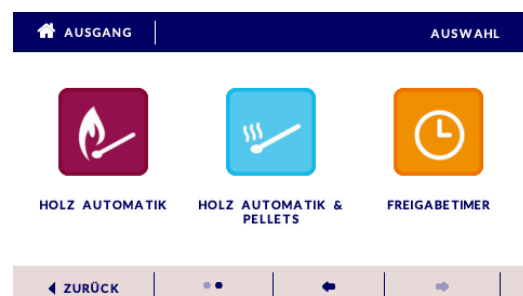 AUSGANG
AUSWAHL
HOLZ AUTOMATIK
HOLZ AUTOMATIK &
PELLETS
FREIGABETIMER
ZURÜCK